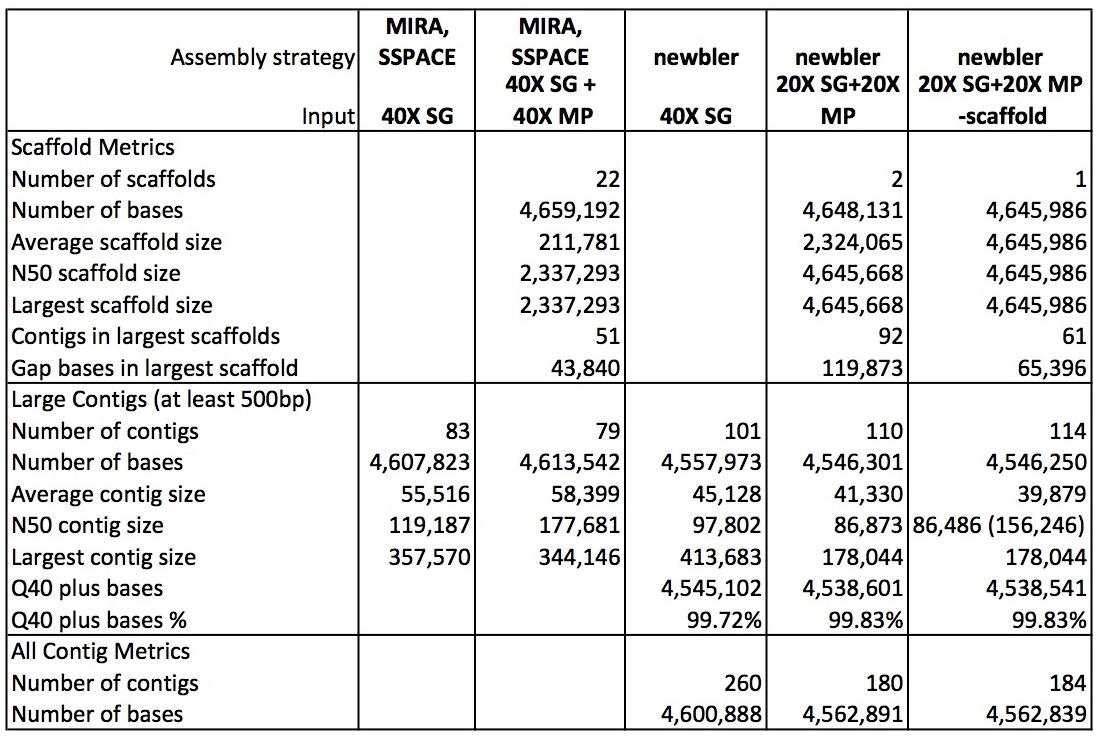 Assembly strategy MIRA, SSPACE MIRA, SSPACE newbler newbler newbler
Input 40X SG 40X SG + 40X MP 40X SG 20X SG+20X MP 20X SG+20X MP -scaffold
Scaffold Metrics
Number of scaffolds 22 2 1
Number of bases 4,659,192 4,648,131 4,645,986
Average scaffold size 211,781 2,324,065 4,645,986
N50 scaffold size 2,337,293 4,645,668 4,645,986
Largest scaffold size 2,337,293 4,645,668 4,645,986
Contigs in largest scaffolds 51 92 61
Gap bases in largest scaffold 43,840 119,873 65,396
Large Contigs (at least 500bp)
Number of contigs 83 79 101 110 114
Number of bases 4,607,823 4,613,542 4,557,973 4,546,301 4,546,250
Average contig size 55,516 58,399 45,128 41,330 39,879
N50 contig size 119,187 177,681 97,802 86,873 86,486 (156,246)
Largest contig size 357,570 344,146 413,683 178,044 178,044
Q40 plus bases 4,545,102 4,538,601 4,538,541
Q40 plus bases % 99.72% 99.83% 99.83%
All Contig Metrics
Number of contigs 260 180 184
Number of bases 4,600,888 4,562,891 4,562,839